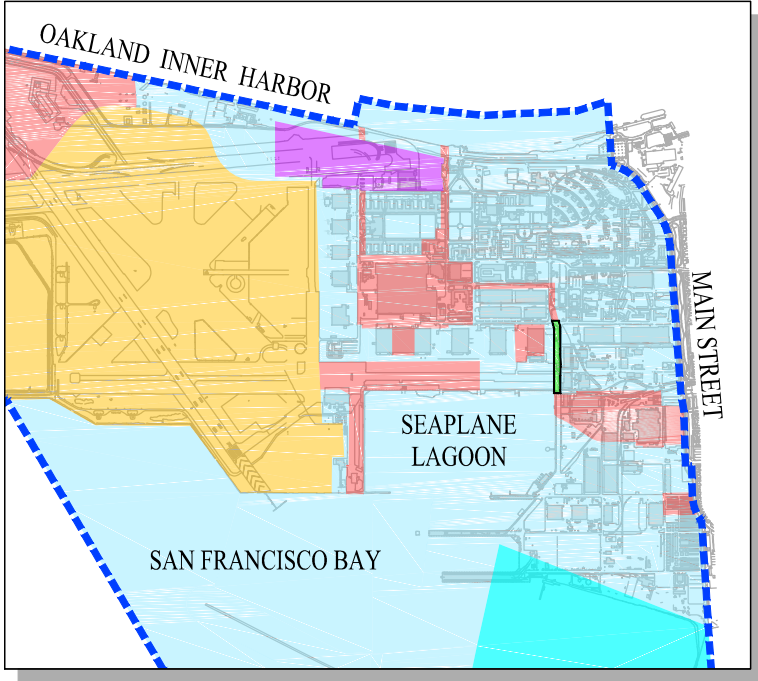 OAKLAND INNER HARBOR
MAIN STREET
SEAPLANE
LAGOON
SAN FRANCISCO BAY